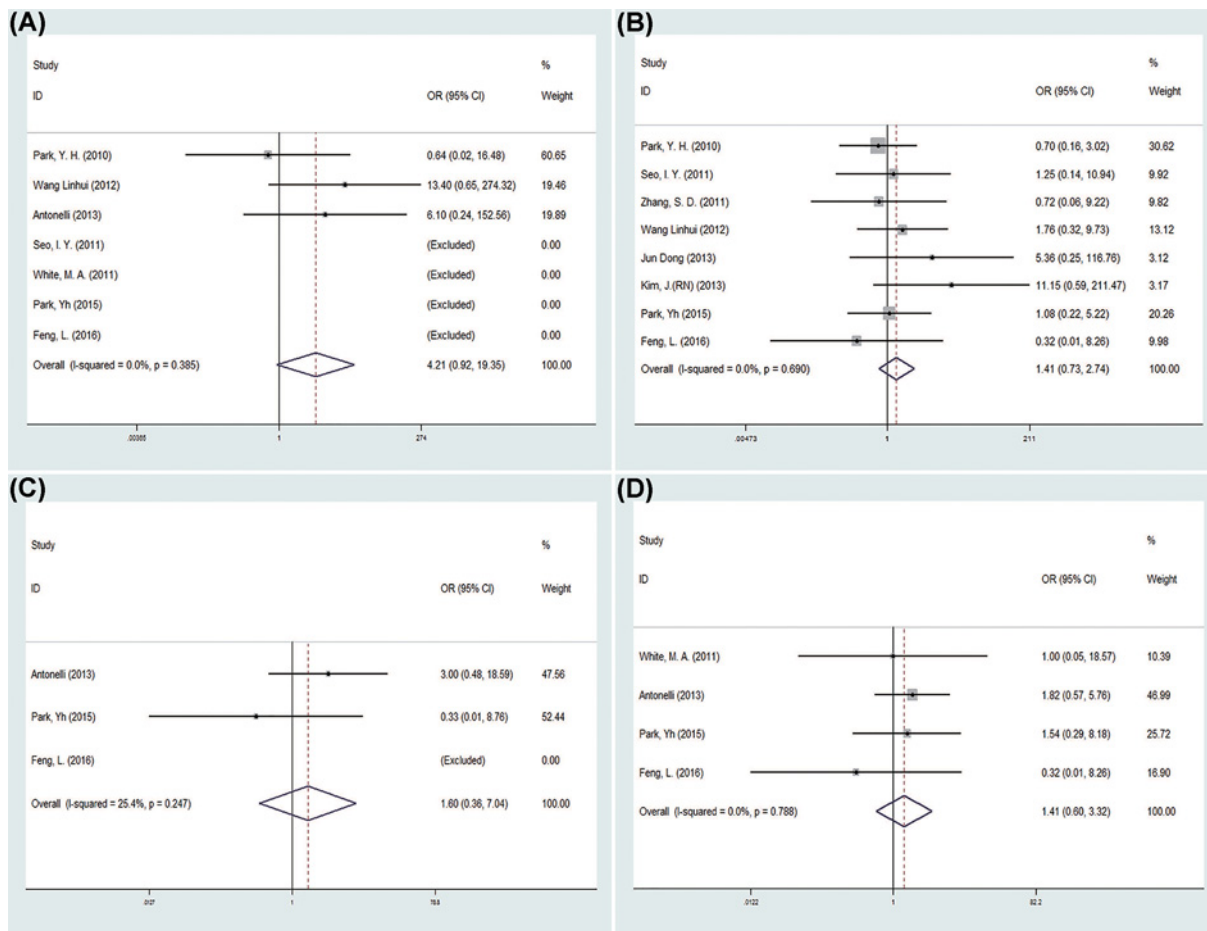 (A)
Study %
ID OR (95% CI) Weight
Park, Y. H. (2010) 0.64 (0.02, 16.48) 60.65
Wang Linhui (2012) 13.40 (0.65, 274.32) 19.46
Antonelli (2013) 6.10 (0.24, 152.56) 19.89
Seo, I. Y. (2011) (Excluded) 0.00
White, M. A. (2011) (Excluded) 0.00
Park, Yh (2015) (Excluded) 0.00
Feng, L. (2016) (Excluded) 0.00
Overall (I-squared = 0.0%, p = 0.385) 4.21 (0.92, 19.35) 100.00
.00365 1 274
(B)
Study %
ID OR (95% CI) Weight
Park, Y. H. (2010) 0.70 (0.16, 3.02) 30.62
Seo, I. Y. (2011) 1.25 (0.14, 10.94) 9.92
Zhang, S. D. (2011) 0.72 (0.06, 9.22) 9.82
Wang Linhui (2012) 1.76 (0.32, 9.73) 13.12
Jun Dong (2013) 5.36 (0.25, 116.76) 3.12
Kim, J.(RN) (2013) 11.15 (0.59, 211.47) 3.17
Park, Yh (2015) 1.08 (0.22, 5.22) 20.26
Feng, L. (2016) 0.32 (0.01, 8.26) 9.98
Overall (I-squared = 0.0%, p = 0.690) 1.41 (0.73, 2.74) 100.00
.00473 1 211
(C)
Study %
ID OR (95% CI) Weight
Antonelli (2013) 3.00 (0.48, 18.59) 47.56
Park, Yh (2015) 0.33 (0.01, 8.76) 52.44
Feng, L. (2016) (Excluded) 0.00
Overall (I-squared = 25.4%, p = 0.247) 1.60 (0.36, 7.04) 100.00
.0127 1 78.8
(D)
Study %
ID OR (95% CI) Weight
White, M. A. (2011) 1.00 (0.05, 18.57) 10.39
Antonelli (2013) 1.82 (0.57, 5.76) 46.99
Park, Yh (2015) 1.54 (0.29, 8.18) 25.72
Feng, L. (2016) 0.32 (0.01, 8.26) 16.90
Overall (I-squared = 0.0%, p = 0.788) 1.41 (0.60, 3.32) 100.00
.0122 1 82.2